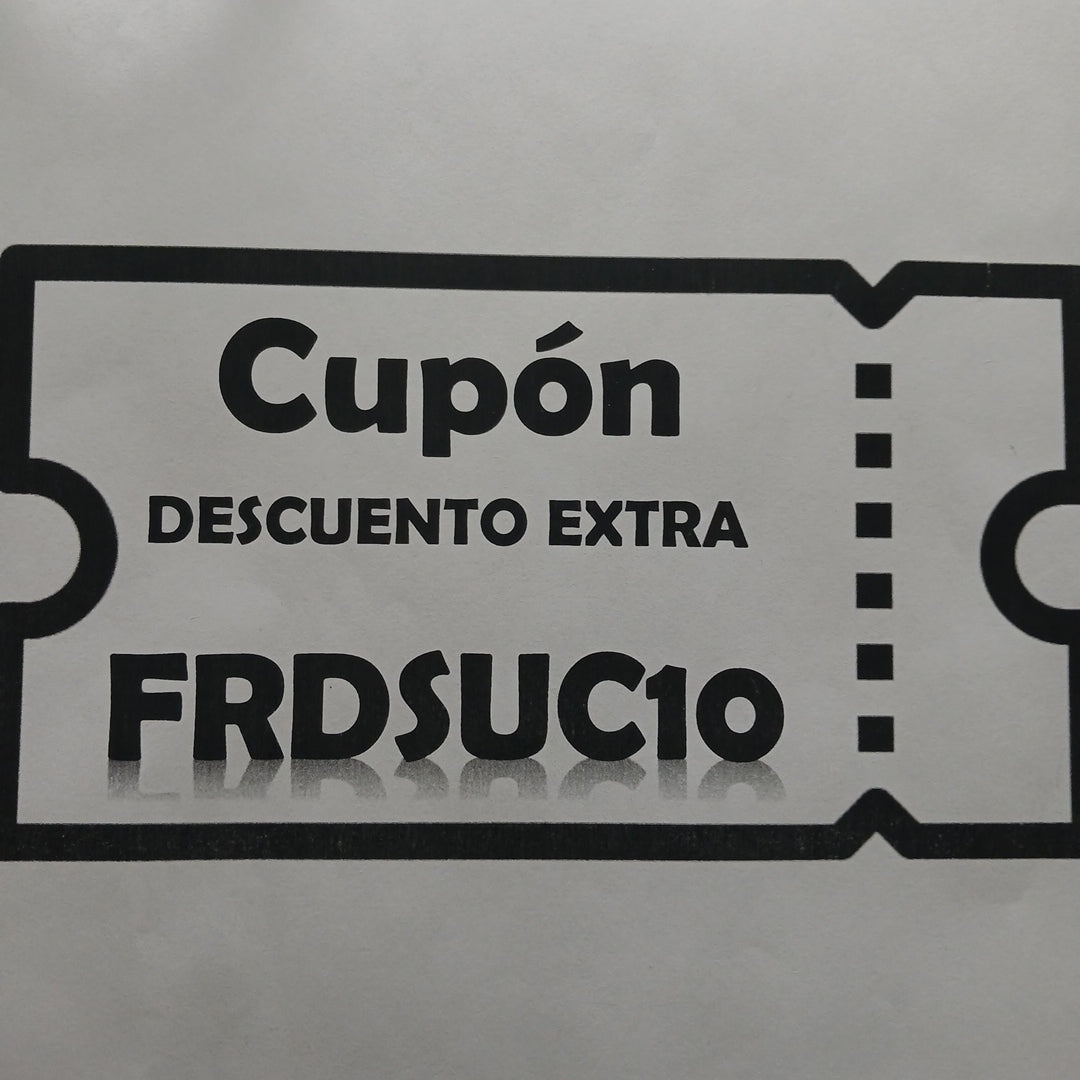 Cupón
DESCUENTO EXTRA
FRDSUC10